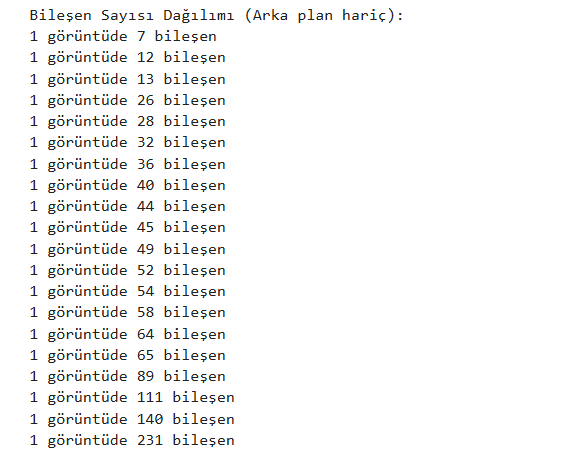 Bileşen Sayısı Dağılımı (Arka plan hariç):
1 görüntüde 7 bileşen
1 görüntüde 12 bileşen
1 görüntüde 13 bileşen
1 görüntüde 26 bileşen
1 görüntüde 28 bileşen
1 görüntüde 32 bileşen
1 görüntüde 36 bileşen
1 görüntüde 40 bileşen
1 görüntüde 44 bileşen
1 görüntüde 45 bileşen
1 görüntüde 49 bileşen
1 görüntüde 52 bileşen
1 görüntüde 54 bileşen
1 görüntüde 58 bileşen
1 görüntüde 64 bileşen
1 görüntüde 65 bileşen
1 görüntüde 89 bileşen
1 görüntüde 111 bileşen
1 görüntüde 140 bileşen
1 görüntüde 231 bileşen